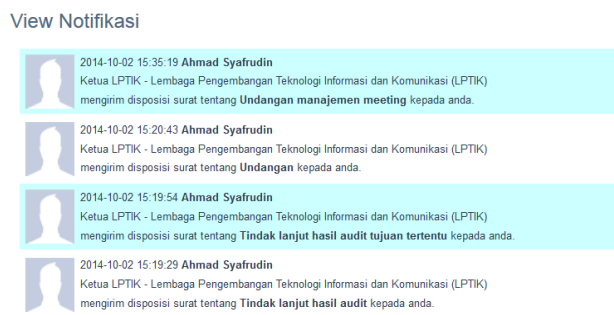 View Notifikasi
2014-10-02 15:35:19 Ahmad Syafrudin
Ketua LPTIK - Lembaga Pengembangan Teknologi Informasi dan Komunikasi (LPTIK)
mengirim disposisi surat tentang Undangan manajemen meeting kepada anda.
2014-10-02 15:20:43 Ahmad Syafrudin
Ketua LPTIK - Lembaga Pengembangan Teknologi Informasi dan Komunikasi (LPTIK)
mengirim disposisi surat tentang Undangan kepada anda.
2014-10-02 15:19:54 Ahmad Syafrudin
Ketua LPTIK - Lembaga Pengembangan Teknologi Informasi dan Komunikasi (LPTIK)
mengirim disposisi surat tentang Tindak lanjut hasil audit tujuan tertentu kepada anda.
2014-10-02 15:19:29 Ahmad Syafrudin
Ketua LPTIK - Lembaga Pengembangan Teknologi Informasi dan Komunikasi (LPTIK)
mengirim disposisi surat tentang Tindak lanjut hasil audit kepada anda.